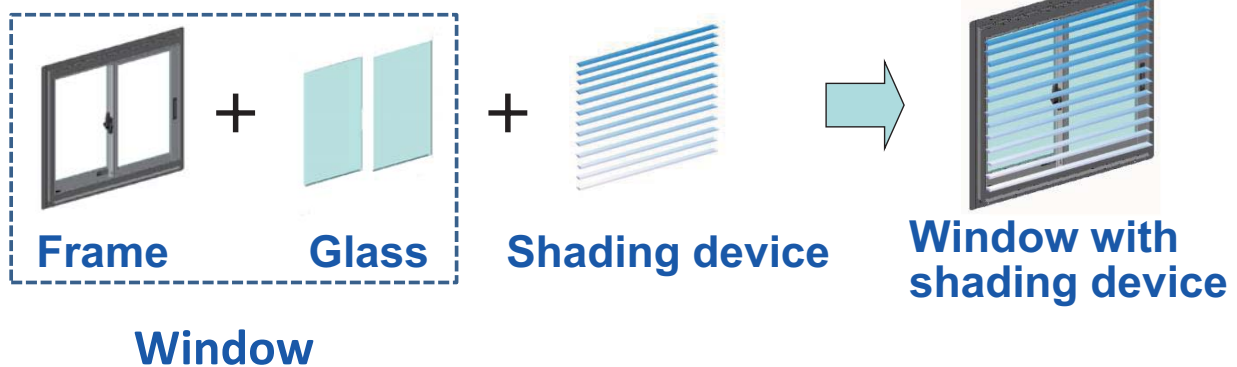 +
+
Frame
Glass
Shading device
Window with
shading device
Window